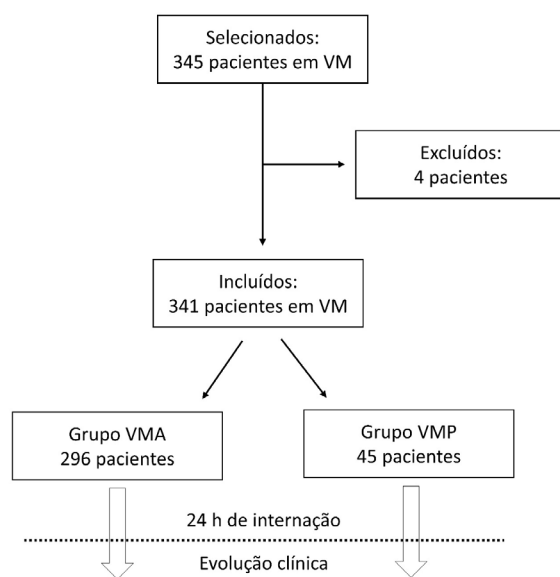 Selecionados:
345 pacientes em VM
Excluídos:
4 pacientes
Incluídos:
341 pacientes em VM
Grupo VMA
296 pacientes
Grupo VMP
45 pacientes
24 h de internação
Evolução clínica